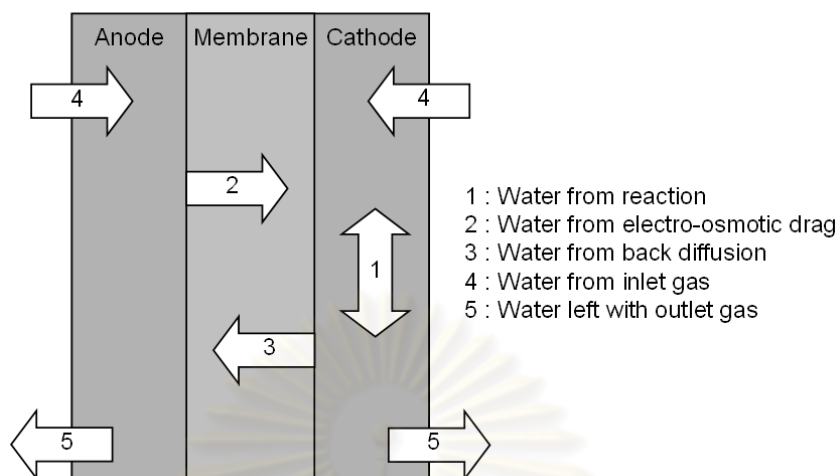 Anode Membrane Cathode
4 4
2
1
3
5 5
1 : Water from reaction
2 : Water from electro-osmotic drag
3 : Water from back diffusion
4 : Water from inlet gas
5 : Water left with outlet gas